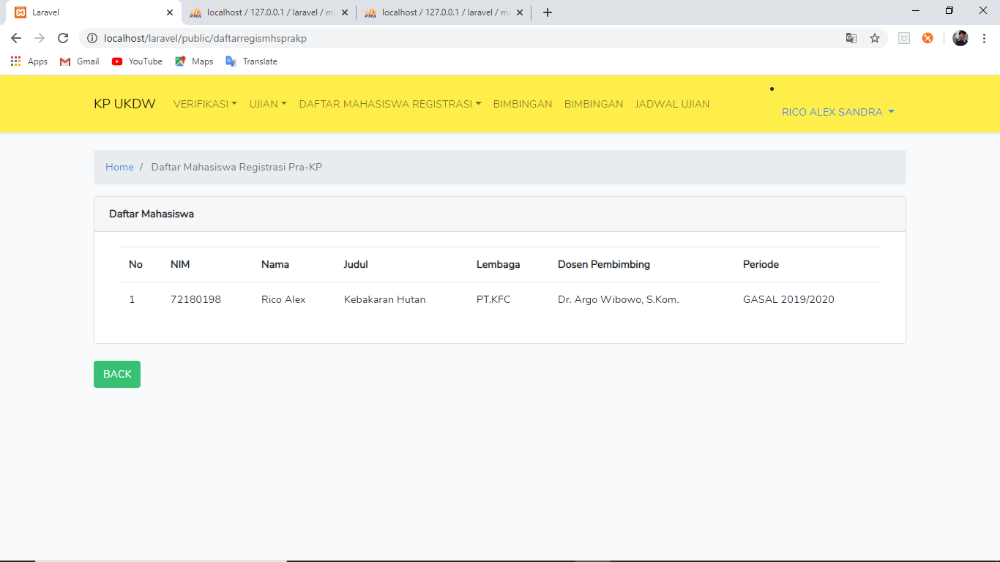 Laravel
localhost / 127.0.0.1 / laravel / m
localhost / 127.0.0.1 / laravel / m
localhost/laravel/public/daftarregismhsprakp
Apps Gmail YouTube Maps Translate
KP UKDW VERIFIKASI UJIAN DAFTAR MAHASISWA REGISTRASI BIMBINGAN BIMBINGAN JADWAL UJIAN
RICO ALEX SANDRA
Home / Daftar Mahasiswa Registrasi Pra-KP
Daftar Mahasiswa
No NIM Nama Judul Lembaga Dosen Pembimbing Periode
1 72180198 Rico Alex Kebakaran Hutan PT.KFC Dr. Argo Wibowo, S.Kom. GASAL 2019/2020
BACK